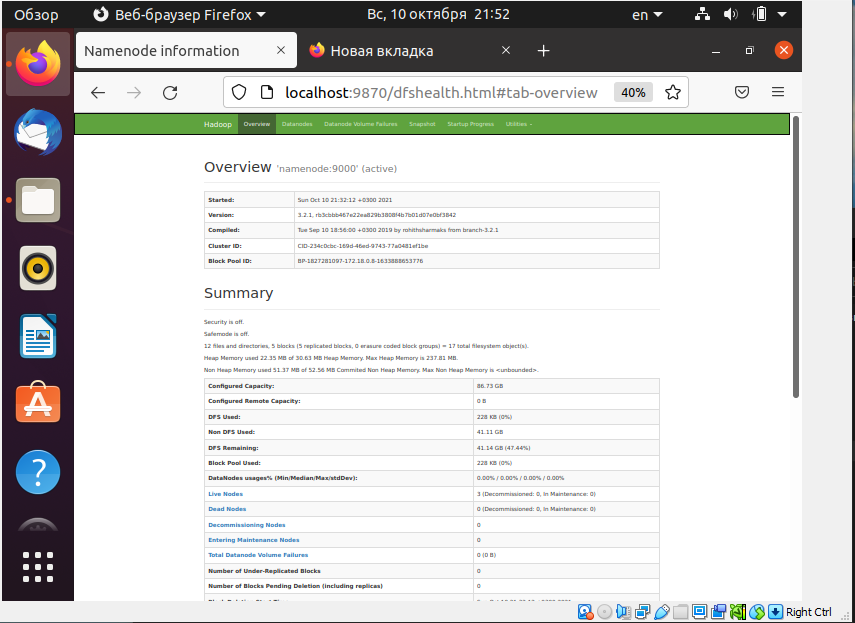 Обзор Веб-браузер Firefox Вс, 10 октября 21:52 en
Namenode information Новая вкладка
localhost:9870/dfshealth.html#tab-overview 40%
Hadoop Overview Datanodes Datanode Volume Failures Snapshot Startup Progress Utilities
Overview 'namenode:9000' (active)
Started: Sun Oct 10 21:32:12 +0300 2021
Version: 3.2.1, rb3cbbb467e22ea829b3808f4b7b01d07e0bf3842
Compiled: Tue Sep 10 18:56:00 +0300 2019 by rohithsharmaks from branch-3.2.1
Cluster ID: CID-234c0cbc-169d-46ed-9743-77a0481ef1be
Block Pool ID: BP-1827281097-172.18.0.8-1633888653776
Summary
Security is off.
Safemode is off.
12 files and directories, 5 blocks (5 replicated blocks, 0 erasure coded block groups) = 17 total filesystem object(s).
Heap Memory used 22.35 MB of 30.63 MB Heap Memory. Max Heap Memory is 237.81 MB.
Non Heap Memory used 51.37 MB of 52.56 MB Commited Non Heap Memory. Max Non Heap Memory is <unbounded>.
Configured Capacity: 86.73 GB
Configured Remote Capacity: 0 B
DFS Used: 228 KB (0%)
Non DFS Used: 41.11 GB
DFS Remaining: 41.14 GB (47.44%)
Block Pool Used: 228 KB (0%)
DataNodes usages% (Min/Median/Max/stdDev): 0.00% / 0.00% / 0.00% / 0.00%
Live Nodes 3 (Decommissioned: 0, In Maintenance: 0)
Dead Nodes 0 (Decommissioned: 0, In Maintenance: 0)
Decommissioning Nodes 0
Entering Maintenance Nodes 0
Total Datanode Volume Failures 0 (0 B)
Number of Under-Replicated Blocks 0
Number of Blocks Pending Deletion (including replicas) 0
Right Ctrl